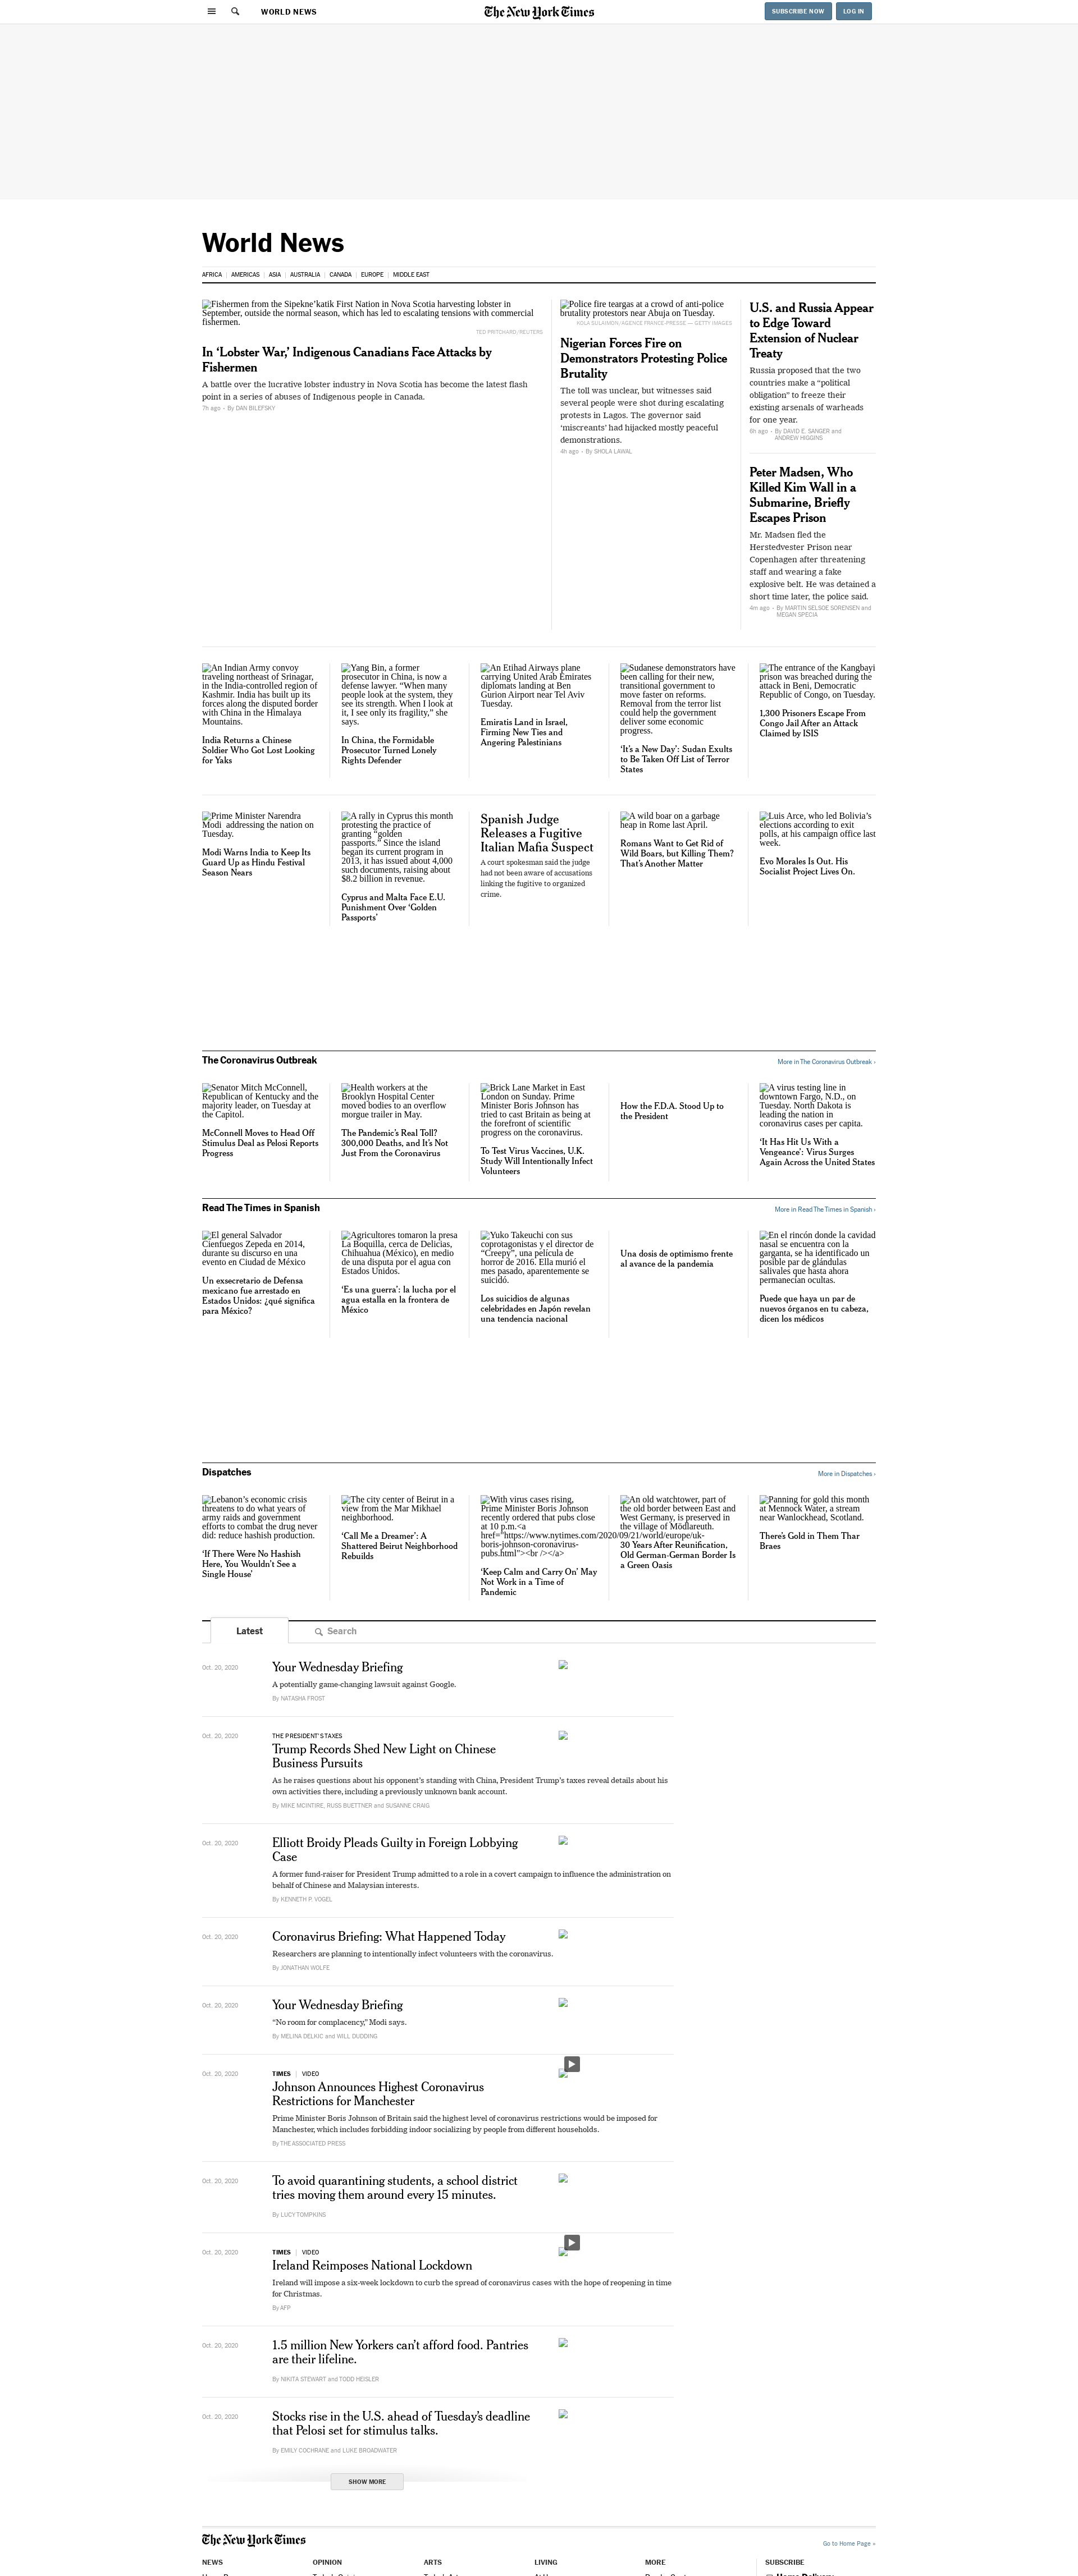 WORLD NEWS
The New York Times
SUBSCRIBE NOW
LOG IN
World News
AFRICA | AMERICAS | ASIA | AUSTRALIA | CANADA | EUROPE | MIDDLE EAST
Fishermen from the Sipekne’katik First Nation in Nova Scotia harvesting lobster in
September, outside the normal season, which has led to escalating tensions with commercial
fishermen.
TED PRITCHARD/REUTERS
In ‘Lobster War,’ Indigenous Canadians Face Attacks by
Fishermen
A battle over the lucrative lobster industry in Nova Scotia has become the latest flash
point in a series of abuses of Indigenous people in Canada.
7h ago – By DAN BILEFSKY
Police fire teargas at a crowd of anti-police
brutality protestors near Abuja on Tuesday.
KOLA SULAIMON/AGENCE FRANCE-PRESSE — GETTY IMAGES
Nigerian Forces Fire on
Demonstrators Protesting Police
Brutality
The toll was unclear, but witnesses said
several people were shot during escalating
protests in Lagos. The governor said
‘miscreants’ had hijacked mostly peaceful
demonstrations.
4h ago – By SHOLA LAWAL
U.S. and Russia Appear
to Edge Toward
Extension of Nuclear
Treaty
Russia proposed that the two
countries make a “political
obligation” to freeze their
existing arsenals of warheads
for one year.
6h ago – By DAVID E. SANGER and
ANDREW HIGGINS
Peter Madsen, Who
Killed Kim Wall in a
Submarine, Briefly
Escapes Prison
Mr. Madsen fled the
Herstedvester Prison near
Copenhagen after threatening
staff and wearing a fake
explosive belt. He was detained a
short time later, the police said.
4m ago – By MARTIN SELSOE SORENSEN and
MEGAN SPECIA
An Indian Army convoy
traveling northeast of Srinagar,
in the India-controlled region of
Kashmir. India has built up its
forces along the disputed border
with China in the Himalaya
Mountains.
India Returns a Chinese
Soldier Who Got Lost Looking
for Yaks
Yang Bin, a former
prosecutor in China, is now a
defense lawyer. “When many
people look at the system, they
see its strength. When I look at
it, I see only its fragility,” she
says.
In China, the Formidable
Prosecutor Turned Lonely
Rights Defender
An Etihad Airways plane
carrying United Arab Emirates
diplomats landing at Ben
Gurion Airport near Tel Aviv
Tuesday.
Emiratis Land in Israel,
Firming New Ties and
Angering Palestinians
Sudanese demonstrators have
been calling for their new,
transitional government to
move faster on reforms.
Removal from the terror list
could help the government
deliver some economic
progress.
‘It’s a New Day’: Sudan Exults
to Be Taken Off List of Terror
States
The entrance of the Kangbayi
prison was breached during the
attack in Beni, Democratic
Republic of Congo, on Tuesday.
1,300 Prisoners Escape From
Congo Jail After an Attack
Claimed by ISIS
Prime Minister Narendra
Modi addressing the nation on
Tuesday.
Modi Warns India to Keep Its
Guard Up as Hindu Festival
Season Nears
A rally in Cyprus this month
protesting the practice of
granting “golden
passports.” Since the island
began its current program in
2013, it has issued about 4,000
such documents, raising about
$8.2 billion in revenue.
Cyprus and Malta Face E.U.
Punishment Over ‘Golden
Passports’
Spanish Judge
Releases a Fugitive
Italian Mafia Suspect
A court spokesman said the judge
had not been aware of accusations
linking the fugitive to organized
crime.
A wild boar on a garbage
heap in Rome last April.
Romans Want to Get Rid of
Wild Boars, but Killing Them?
That’s Another Matter
Luis Arce, who led Bolivia’s
elections according to exit
polls, at his campaign office last
week.
Evo Morales Is Out. His
Socialist Project Lives On.
The Coronavirus Outbreak
More in The Coronavirus Outbreak ›
Senator Mitch McConnell,
Republican of Kentucky and the
majority leader, on Tuesday at
the Capitol.
McConnell Moves to Head Off
Stimulus Deal as Pelosi Reports
Progress
Health workers at the
Brooklyn Hospital Center
moved bodies to an overflow
morgue trailer in May.
The Pandemic’s Real Toll?
300,000 Deaths, and It’s Not
Just From the Coronavirus
Brick Lane Market in East
London on Sunday. Prime
Minister Boris Johnson has
tried to cast Britain as being at
the forefront of scientific
progress on the coronavirus.
To Test Virus Vaccines, U.K.
Study Will Intentionally Infect
Volunteers
How the F.D.A. Stood Up to
the President
A virus testing line in
downtown Fargo, N.D., on
Tuesday. North Dakota is
leading the nation in
coronavirus cases per capita.
‘It Has Hit Us With a
Vengeance’: Virus Surges
Again Across the United States
Read The Times in Spanish
More in Read The Times in Spanish ›
El general Salvador
Cienfuegos Zepeda en 2014,
durante su discurso en una
evento en Ciudad de México
Un exsecretario de Defensa
mexicano fue arrestado en
Estados Unidos: ¿qué significa
para México?
Agricultores tomaron la presa
La Boquilla, cerca de Delicias,
Chihuahua (México), en medio
de una disputa por el agua con
Estados Unidos.
‘Es una guerra’: la lucha por el
agua estalla en la frontera de
México
Yuko Takeuchi con sus
coprotagonistas y el director de
“Creepy”, una película de
horror de 2016. Ella murió el
mes pasado, aparentemente se
suicidó.
Los suicidios de algunas
celebridades en Japón revelan
una tendencia nacional
Una dosis de optimismo frente
al avance de la pandemia
En el rincón donde la cavidad
nasal se encuentra con la
garganta, se ha identificado un
posible par de glándulas
salivales que hasta ahora
permanecían ocultas.
Puede que haya un par de
nuevos órganos en tu cabeza,
dicen los médicos
Dispatches
More in Dispatches ›
Lebanon’s economic crisis
threatens to do what years of
army raids and government
efforts to combat the drug never
did: reduce hashish production.
‘If There Were No Hashish
Here, You Wouldn’t See a
Single House’
The city center of Beirut in a
view from the Mar Mikhael
neighborhood.
‘Call Me a Dreamer’: A
Shattered Beirut Neighborhood
Rebuilds
With virus cases rising,
Prime Minister Boris Johnson
recently ordered that pubs close
at 10 p.m.<a
href="https://www.nytimes.com/2020/09/21/world/europe/uk-
boris-johnson-coronavirus-
pubs.html"><br /></a>
‘Keep Calm and Carry On’ May
Not Work in a Time of
Pandemic
An old watchtower, part of
the old border between East and
West Germany, is preserved in
the village of Mödlareuth.
30 Years After Reunification,
Old German-German Border Is
a Green Oasis
Panning for gold this month
at Mennock Water, a stream
near Wanlockhead, Scotland.
There’s Gold in Them Thar
Braes
Latest
Search
Oct. 20, 2020
Your Wednesday Briefing
A potentially game-changing lawsuit against Google.
By NATASHA FROST
Oct. 20, 2020
THE PRESIDENT’S TAXES
Trump Records Shed New Light on Chinese
Business Pursuits
As he raises questions about his opponent’s standing with China, President Trump’s taxes reveal details about his
own activities there, including a previously unknown bank account.
By MIKE MCINTIRE, RUSS BUETTNER and SUSANNE CRAIG
Oct. 20, 2020
Elliott Broidy Pleads Guilty in Foreign Lobbying
Case
A former fund-raiser for President Trump admitted to a role in a covert campaign to influence the administration on
behalf of Chinese and Malaysian interests.
By KENNETH P. VOGEL
Oct. 20, 2020
Coronavirus Briefing: What Happened Today
Researchers are planning to intentionally infect volunteers with the coronavirus.
By JONATHAN WOLFE
Oct. 20, 2020
Your Wednesday Briefing
“No room for complacency,” Modi says.
By MELINA DELKIC and WILL DUDDING
Oct. 20, 2020
TIMES | VIDEO
Johnson Announces Highest Coronavirus
Restrictions for Manchester
Prime Minister Boris Johnson of Britain said the highest level of coronavirus restrictions would be imposed for
Manchester, which includes forbidding indoor socializing by people from different households.
By THE ASSOCIATED PRESS
Oct. 20, 2020
To avoid quarantining students, a school district
tries moving them around every 15 minutes.
By LUCY TOMPKINS
Oct. 20, 2020
TIMES | VIDEO
Ireland Reimposes National Lockdown
Ireland will impose a six-week lockdown to curb the spread of coronavirus cases with the hope of reopening in time
for Christmas.
By AFP
Oct. 20, 2020
1.5 million New Yorkers can’t afford food. Pantries
are their lifeline.
By NIKITA STEWART and TODD HEISLER
Oct. 20, 2020
Stocks rise in the U.S. ahead of Tuesday’s deadline
that Pelosi set for stimulus talks.
By EMILY COCHRANE and LUKE BROADWATER
SHOW MORE
The New York Times
Go to Home Page »
NEWS
OPINION
ARTS
LIVING
MORE
SUBSCRIBE